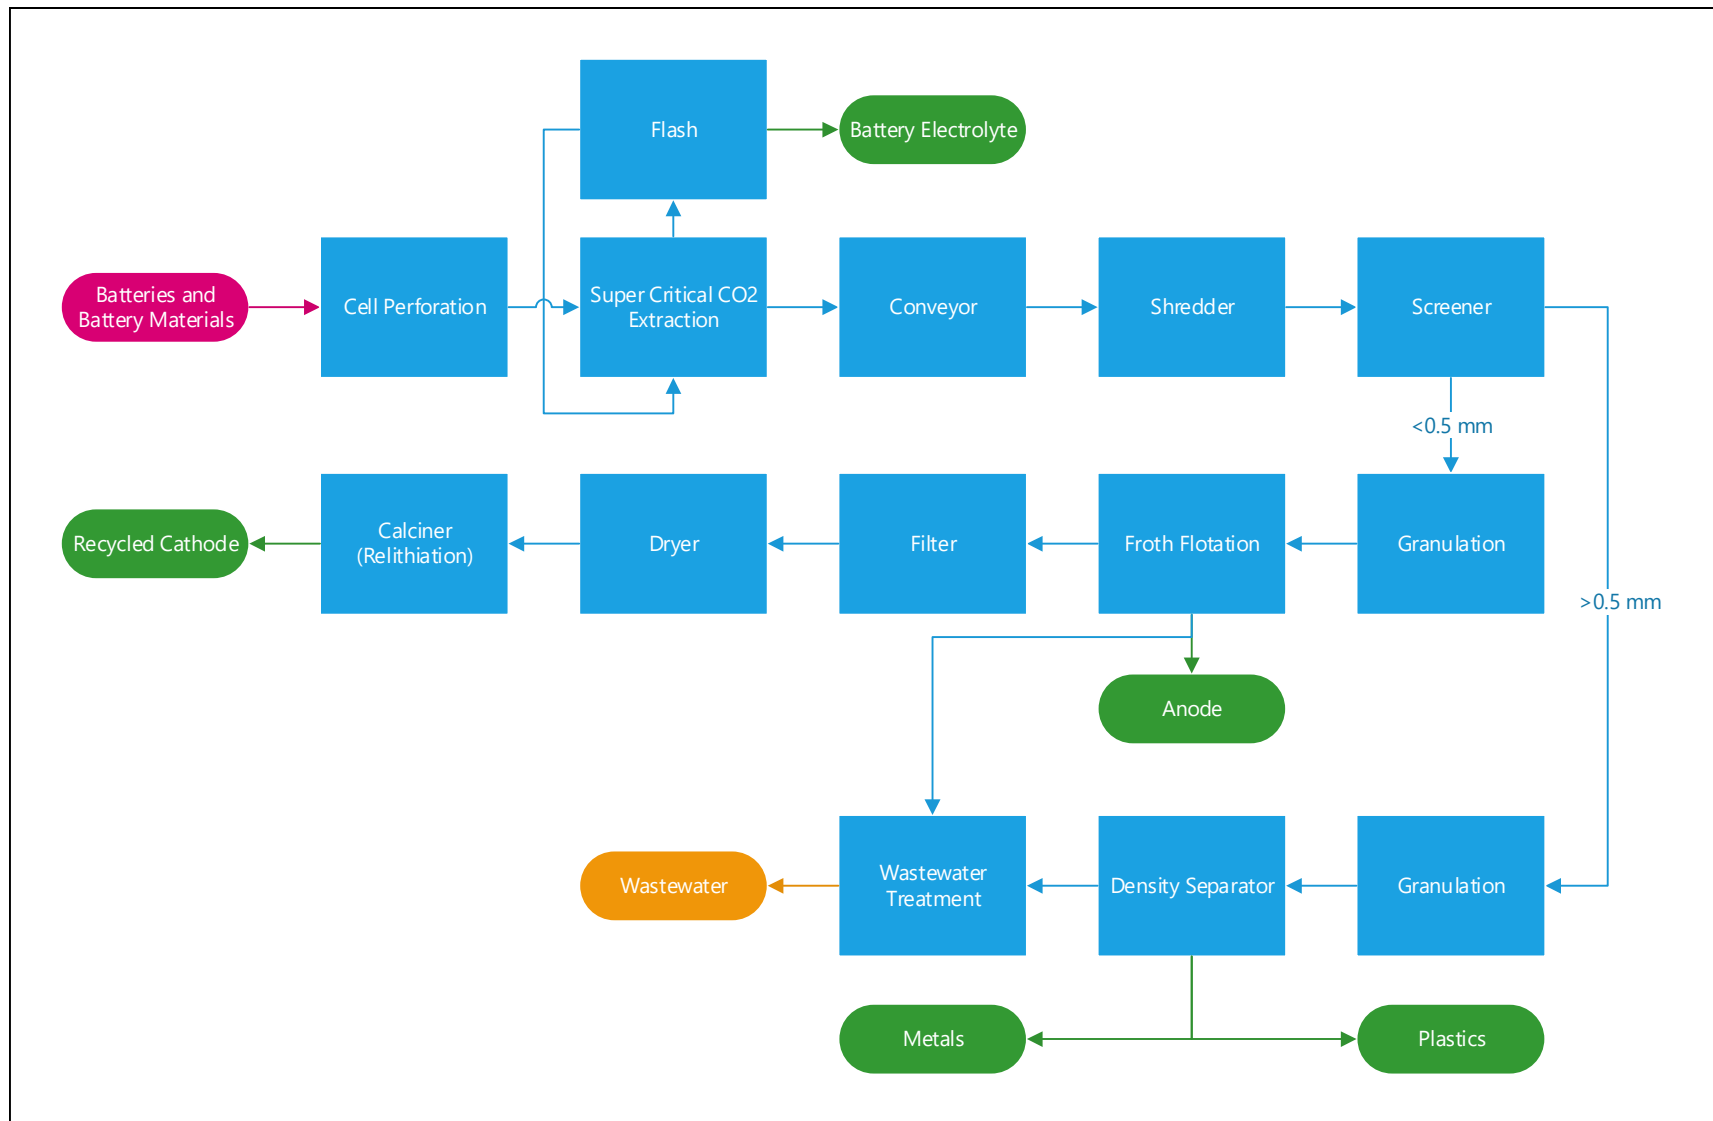 Flash
Battery Electrolyte
Batteries and
Battery Materials
Cell Perforation
Super Critical CO2
Extraction
Conveyor
Shredder
Screener
<0.5 mm
Recycled Cathode
Calciner
(Relithiation)
Dryer
Filter
Froth Flotation
Granulation
>0.5 mm
Anode
Wastewater
Wastewater
Treatment
Density Separator
Granulation
Metals
Plastics